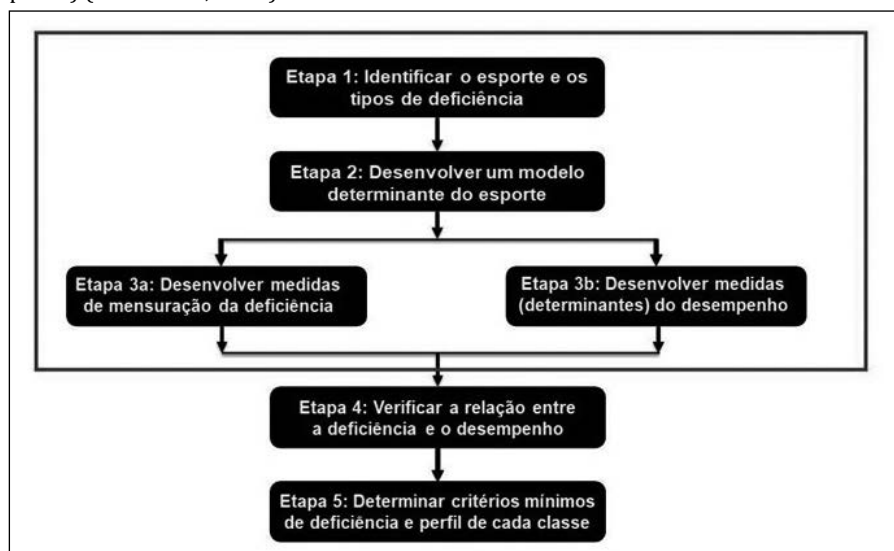 Etapa 1: Identificar o esporte e os
tipos de deficiência
Etapa 2: Desenvolver um modelo
determinante do esporte
Etapa 3a: Desenvolver medidas
de mensuração da deficiência
Etapa 3b: Desenvolver medidas
(determinantes) do desempenho
Etapa 4: Verificar a relação entre
a deficiência e o desempenho
Etapa 5: Determinar critérios mínimos
de deficiência e perfil de cada classe